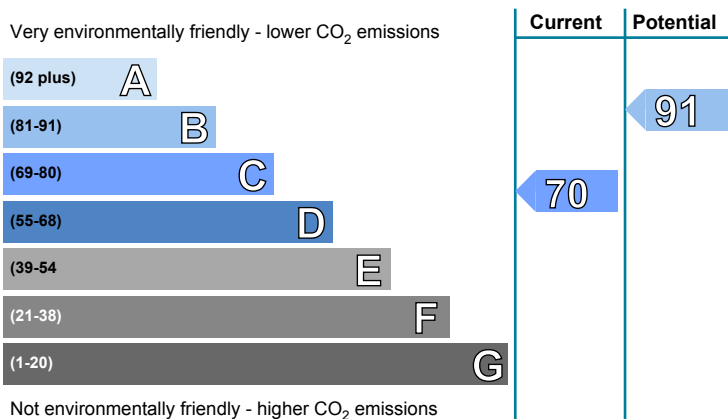 Very environmentally friendly - lower CO₂ emissions
Current Potential
(92 plus) A
(81-91) B
91
(69-80) C
70
(55-68) D
(39-54 E
(21-38) F
(1-20) G
Not environmentally friendly - higher CO₂ emissions